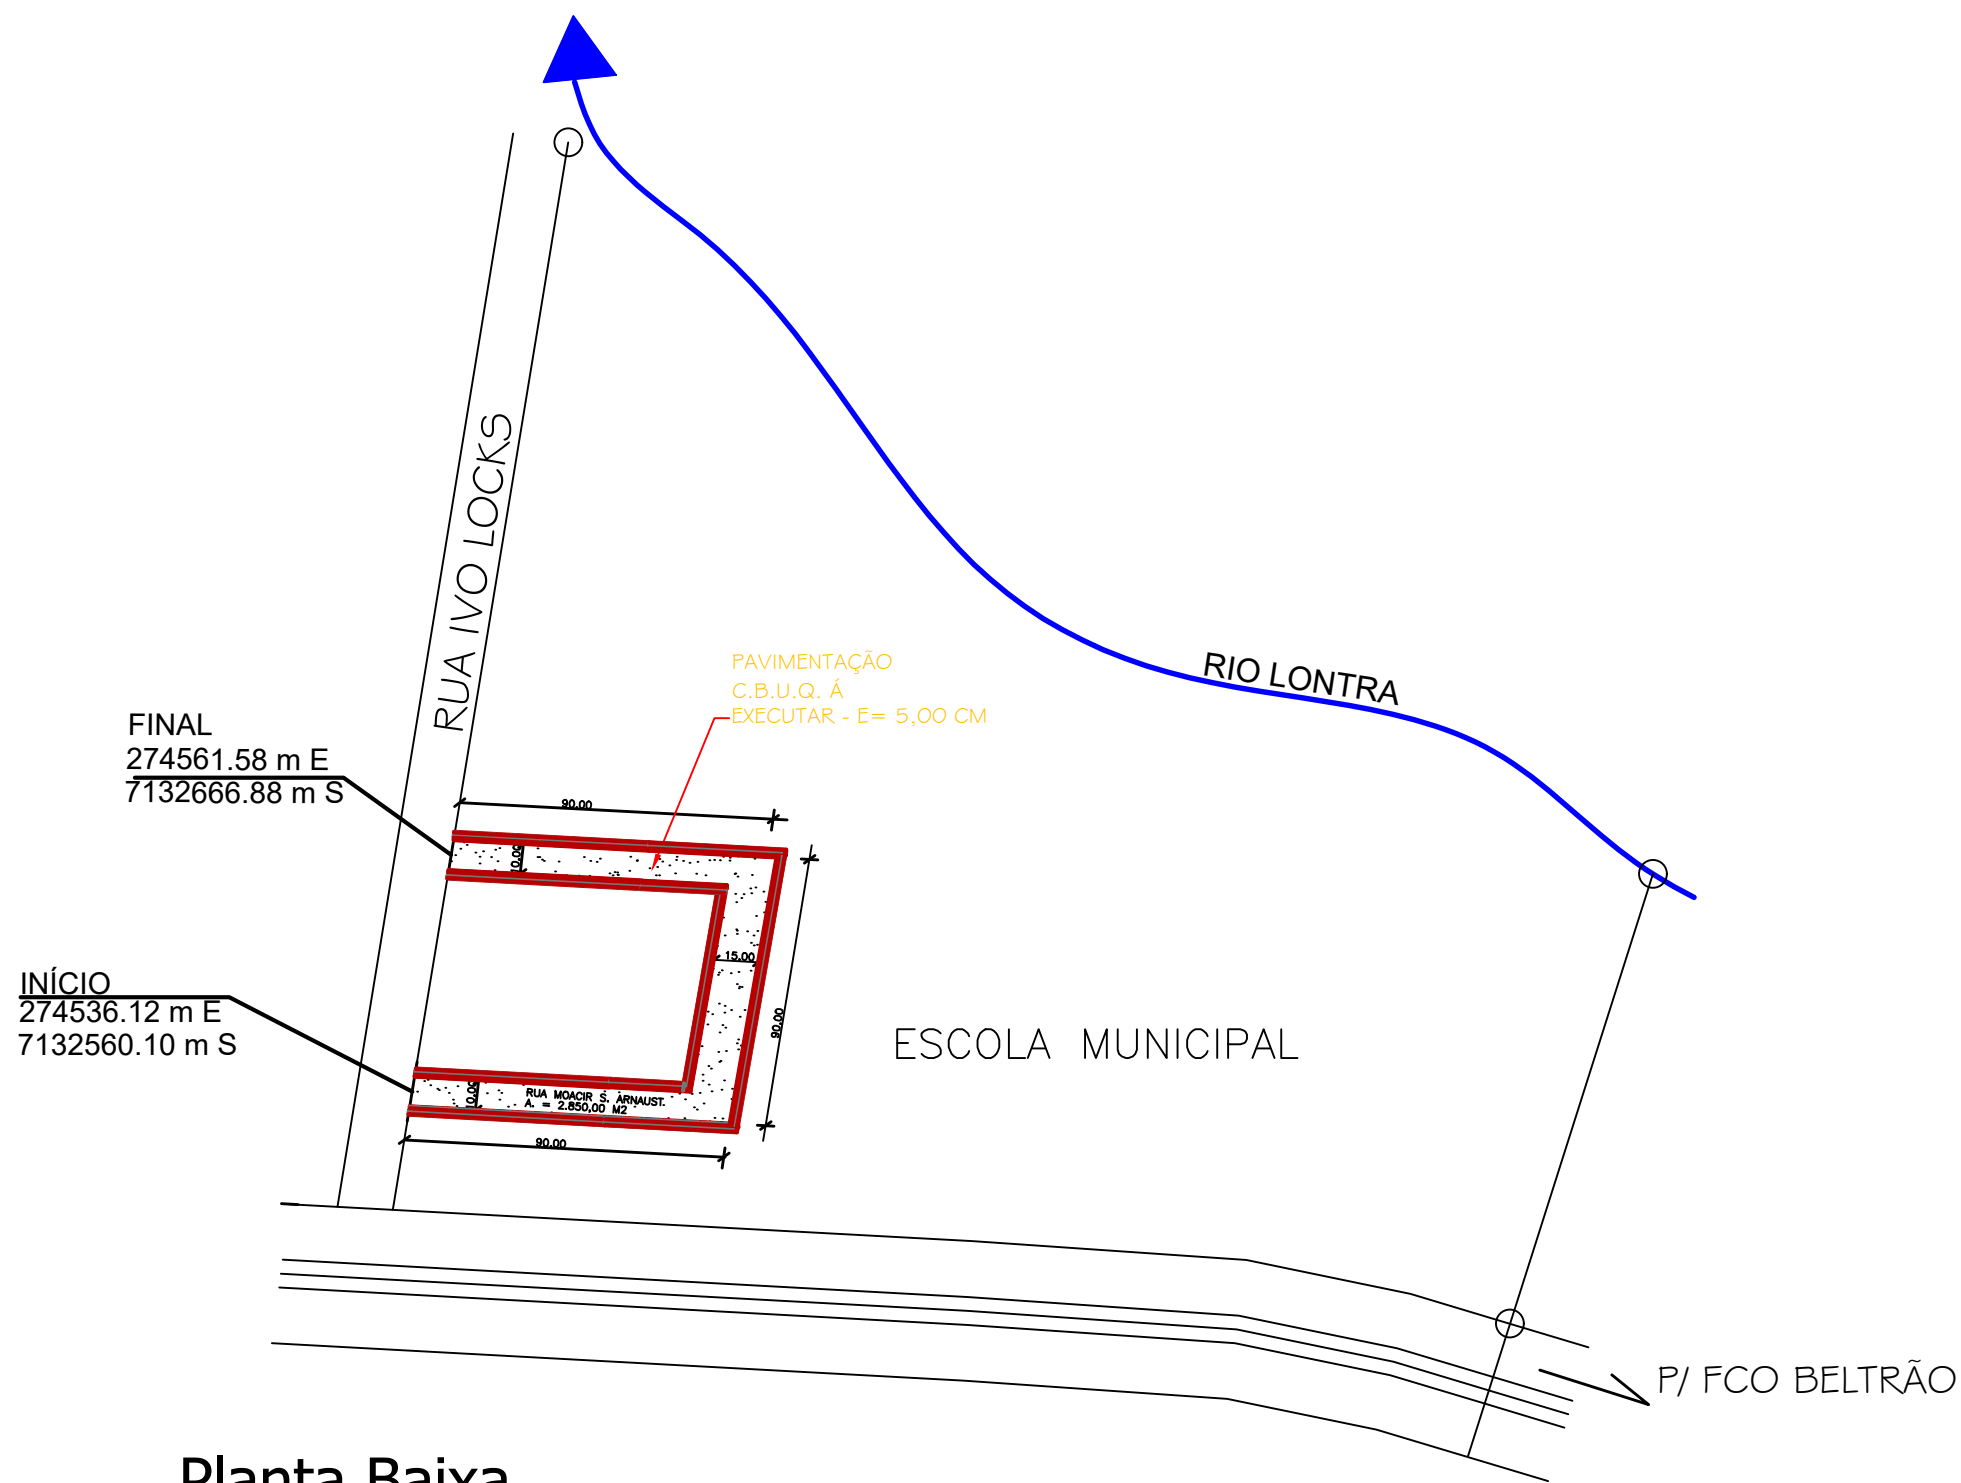 RUA IVO LOCKS
RIO LONTRA
PAVIMENTAÇÃO
C.B.U.Q. Á
EXECUTAR - E= 5,00 CM
FINAL
274561.58 m E
7132666.88 m S
90.00
10.00
15.00
90.00
INÍCIO
274536.12 m E
7132560.10 m S
ESCOLA MUNICIPAL
10.00
RUA MOACIR S. ARNAUST.
A. = 2.850,00 M2
90.00
P/ FCO BELTRÃO
Planta Baixa